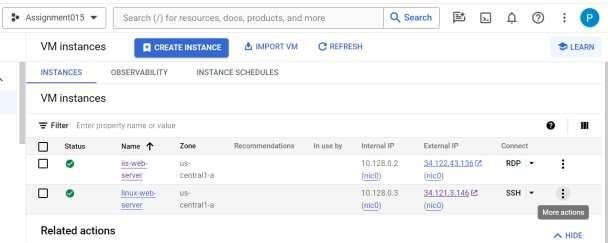 Assignment015
Search (/) for resources, docs, products, and more
Search
P
VM instances
CREATE INSTANCE
IMPORT VM
REFRESH
LEARN
INSTANCES
OBSERVABILITY
INSTANCE SCHEDULES
VM instances
Filter Enter property name or value
Status Name Zone Recommendations In use by Internal IP External IP Connect
iis-web- us- 10.128.0.2 34.122.43.136 RDP
server central1-a (nic0) (nic0)
linux-web- us- 10.128.0.3 34.121.3.146 SSH
server central1-a (nic0) (nic0)
More actions
Related actions
HIDE